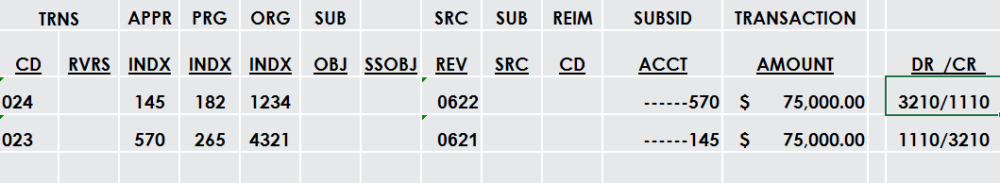 TRNS APPR PRG ORG SUB SRC SUB REIM SUBSID TRANSACTION
CD RVRS INDX INDX INDX OBJ SSOBJ REV SRC CD ACCT AMOUNT DR /CR
024 145 182 1234 0622 ------570 $ 75,000.00 3210/1110
023 570 265 4321 0621 ------145 $ 75,000.00 1110/3210